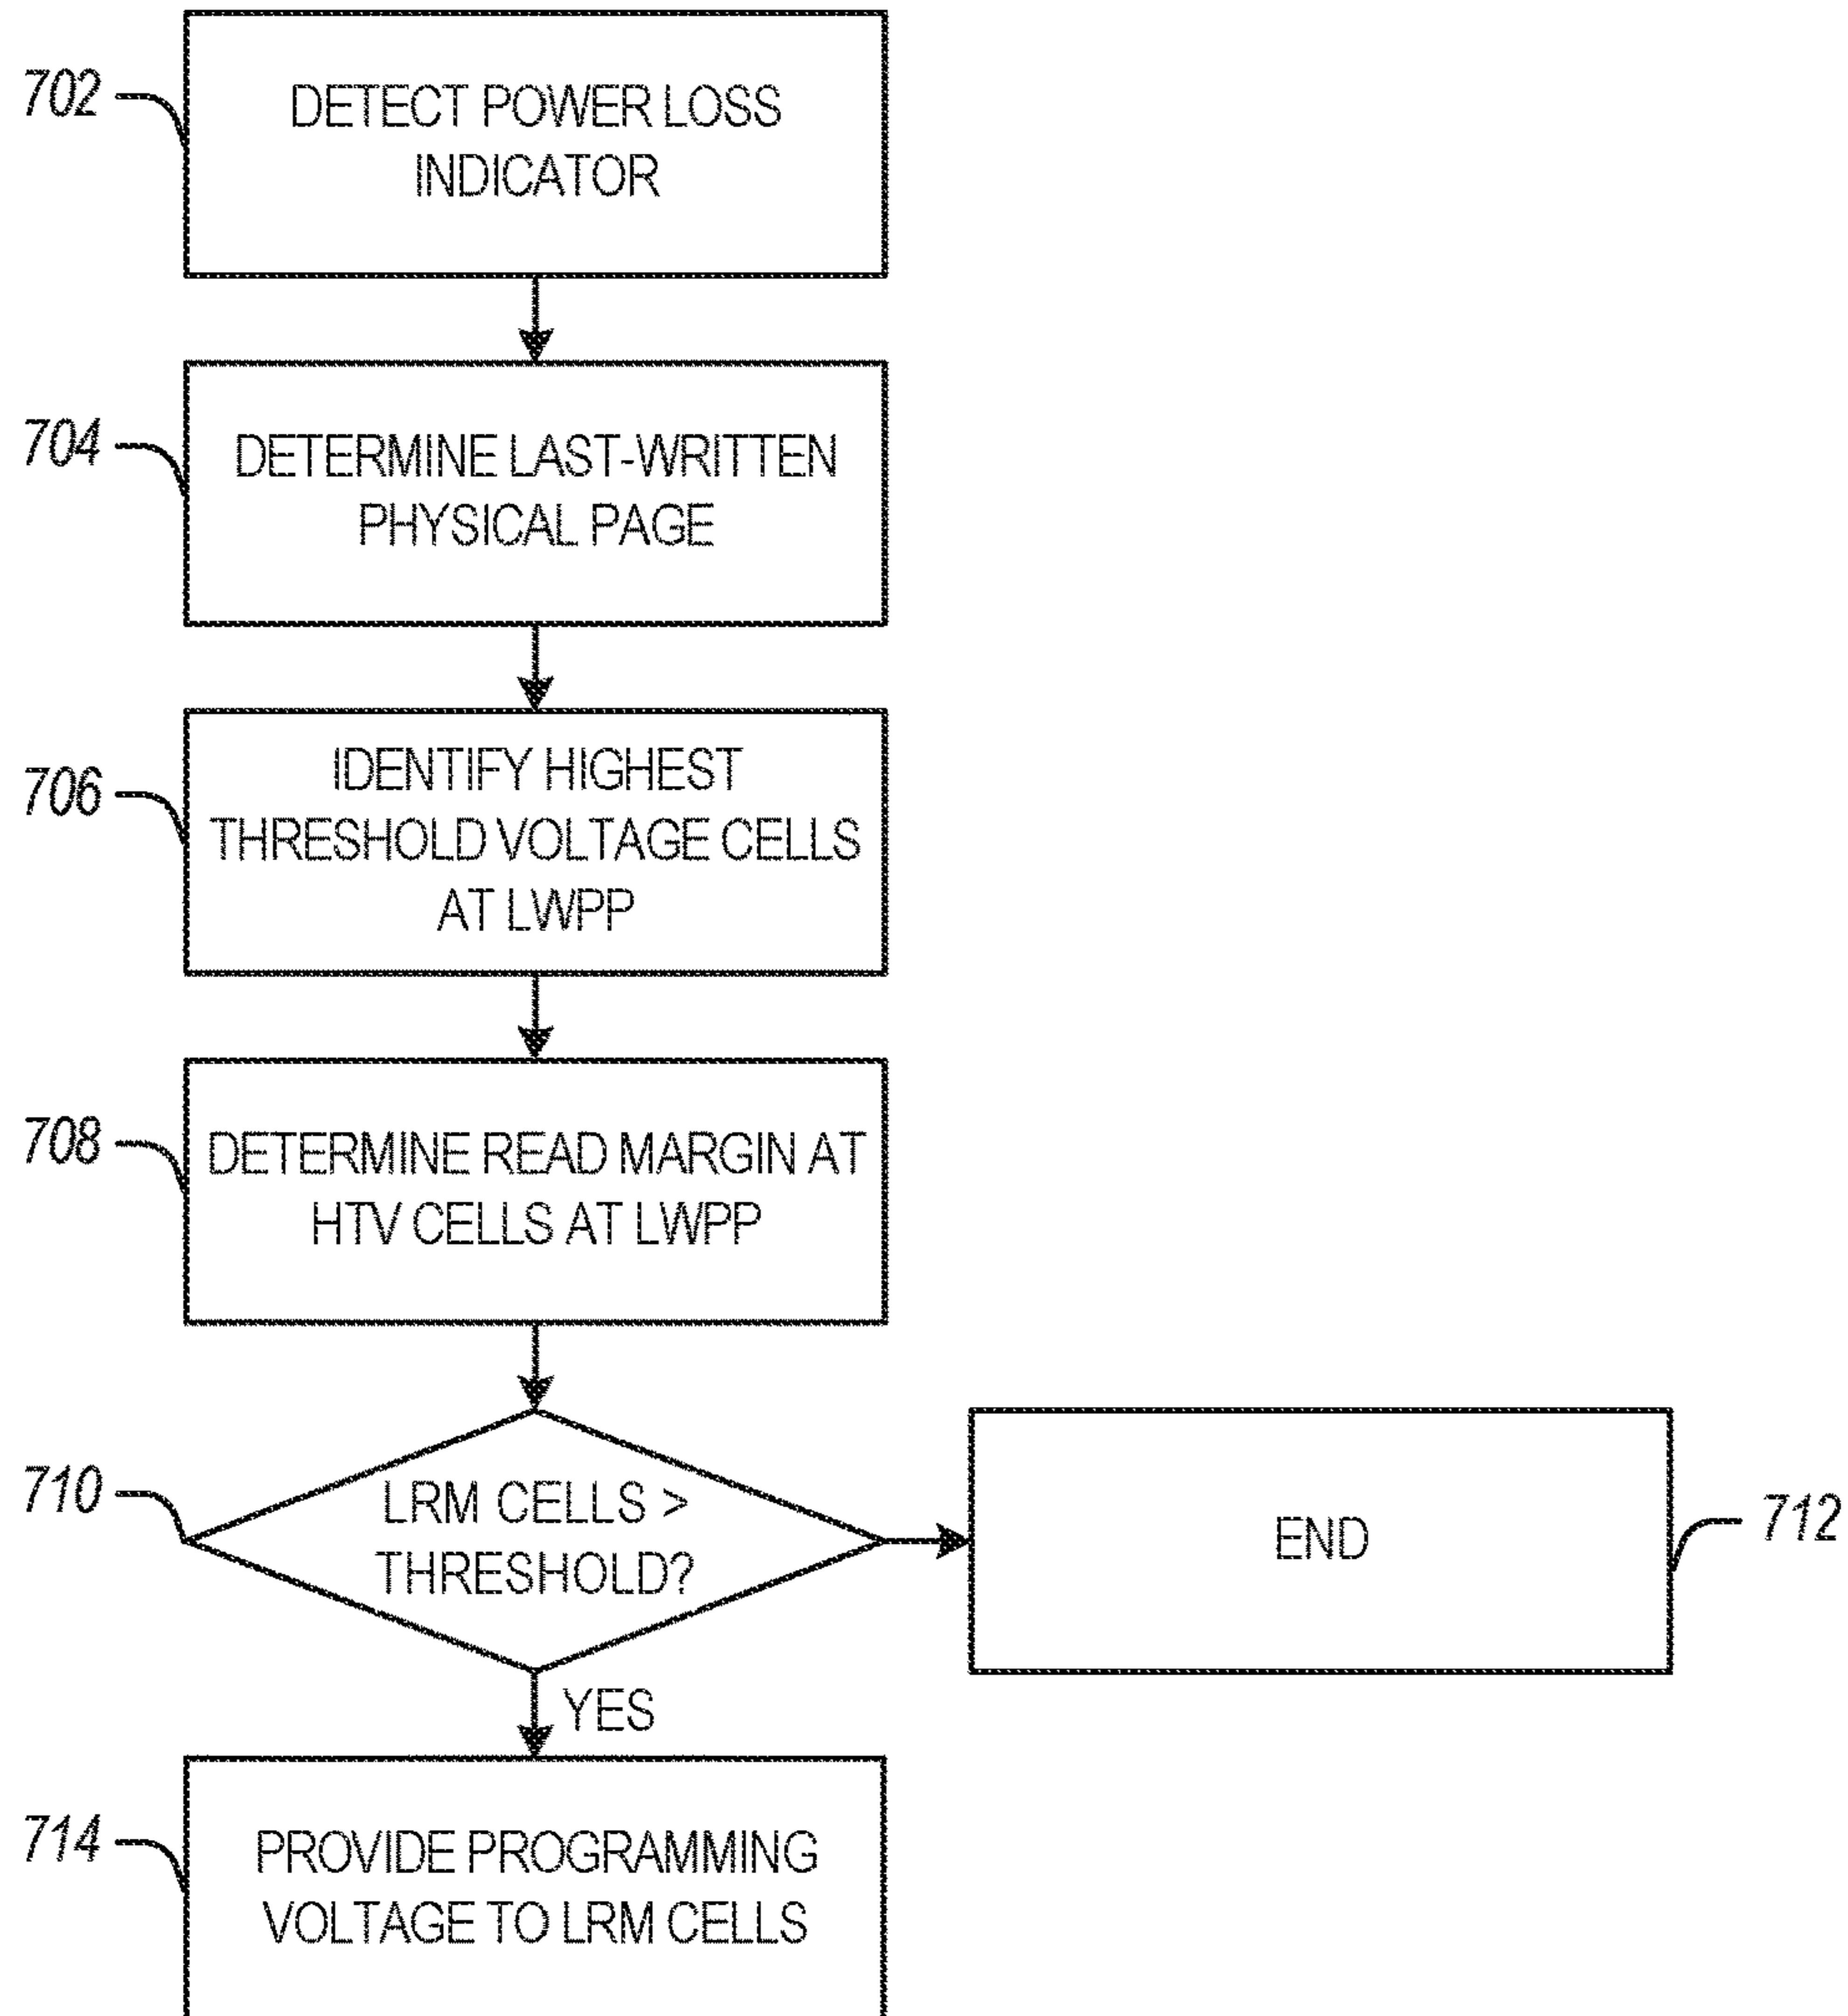 702
DETECT POWER LOSS
INDICATOR
704
DETERMINE LAST-WRITTEN
PHYSICAL PAGE
706
IDENTIFY HIGHEST
THRESHOLD VOLTAGE CELLS
AT LWPP
708
DETERMINE READ MARGIN AT
HTV CELLS AT LWPP
710
LRM CELLS >
THRESHOLD?
END
712
YES
714
PROVIDE PROGRAMMING
VOLTAGE TO LRM CELLS